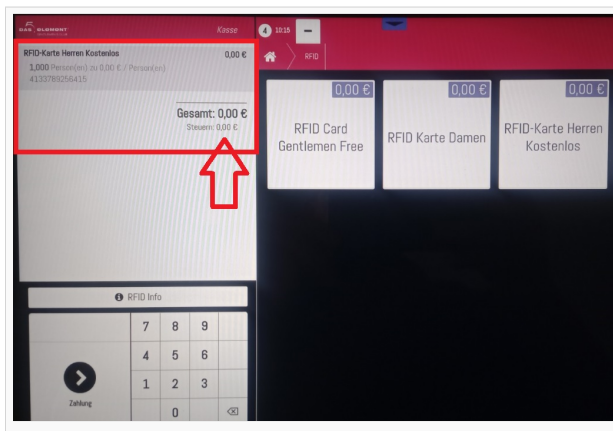 DAS ELEMENT
Kasse
4 10:15
RFID-Karte Herren Kostenlos 0,00 €
1,000 Person(en) zu 0,00 € / Person(en)
4133789256415
Gesamt: 0,00 €
Steuern: 0,00 €
RFID
0,00 €
RFID Card
Gentlemen Free
0,00 €
RFID Karte Damen
0,00 €
RFID-Karte Herren
Kostenlos
RFID Info
7 8 9
4 5 6
1 2 3
0
Zahlung